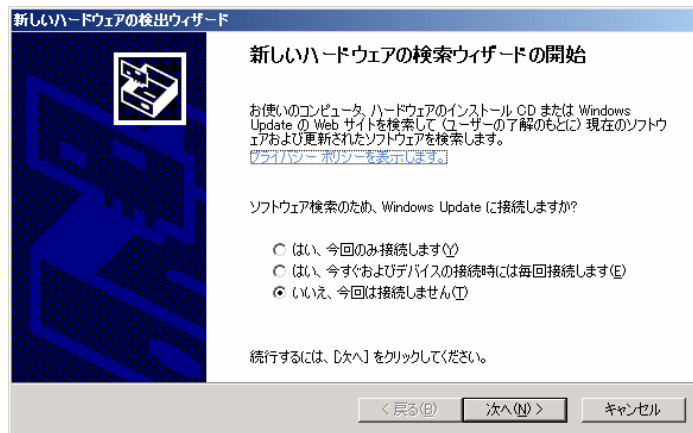 新しいハードウェアの検出ウィザード
新しいハードウェアの検索ウィザードの開始
お使いのコンピュータ、ハードウェアのインストール CD または Windows
Update の Web サイトを検索して (ユーザーの了解のもとに) 現在のソフトウ
ェアおよび更新されたソフトウェアを検索します。
プライバシー ポリシーを表示します。
ソフトウェア検索のため、Windows Update に接続しますか?
はい、今回のみ接続します(Y)
はい、今すぐおよびデバイスの接続時には毎回接続します(E)
いいえ、今回は接続しません(T)
続行するには、[次へ] をクリックしてください。
< 戻る(B)
次へ(N) >
キャンセル